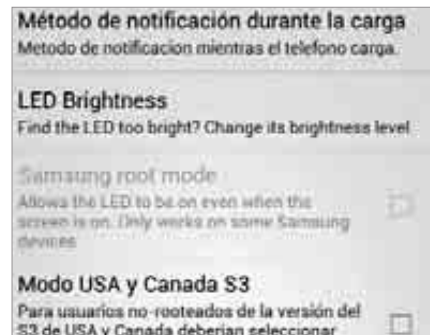 Método de notificación durante la carga
Metodo de notificacion mientras el telefono carga.
LED Brightness
Find the LED too bright? Change its brightness level
Samsung root mode
Allows the LED to be on even when the
screen is on. Only works on some Samsung
devices
Modo USA y Canada S3
Para usuarios no-rooteados de la versión del
S3 de USA y Canada deberian seleccionar